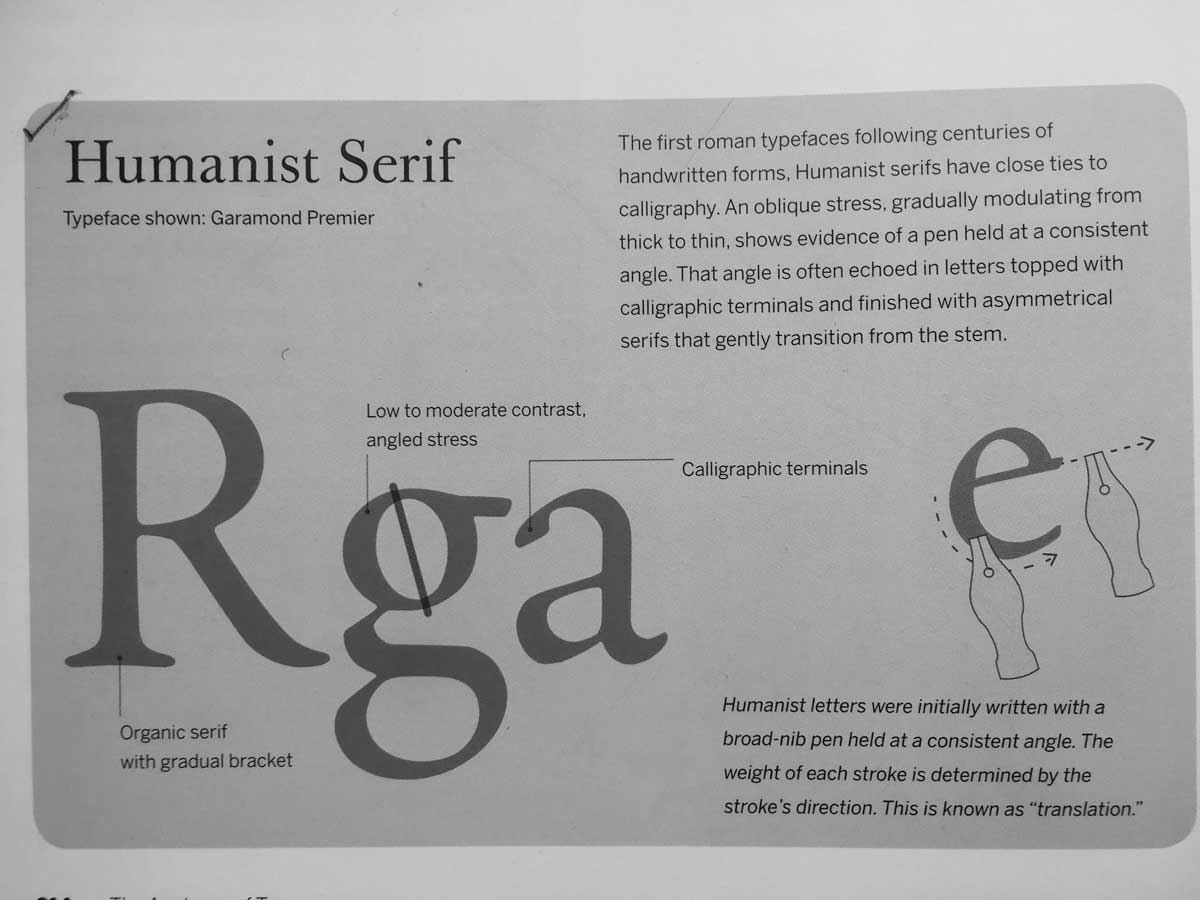 Humanist Serif
Typeface shown: Garamond Premier
The first roman typefaces following centuries of
handwritten forms, Humanist serifs have close ties to
calligraphy. An oblique stress, gradually modulating from
thick to thin, shows evidence of a pen held at a consistent
angle. That angle is often echoed in letters topped with
calligraphic terminals and finished with asymmetrical
serifs that gently transition from the stem.
Low to moderate contrast,
angled stress
Calligraphic terminals
Rga
e
Organic serif
with gradual bracket
Humanist letters were initially written with a
broad-nib pen held at a consistent angle. The
weight of each stroke is determined by the
stroke’s direction. This is known as “translation.”